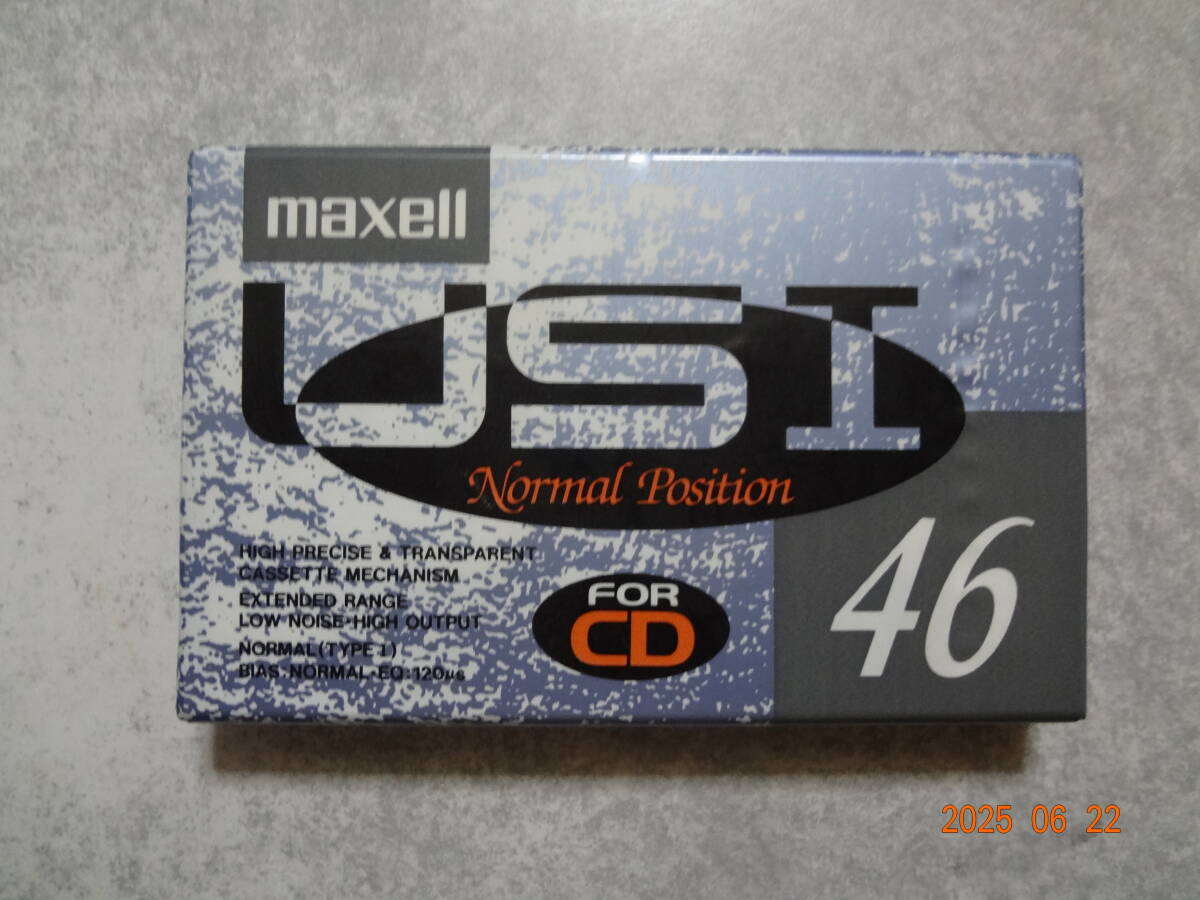 maxell
USI
Normal Position
46
HIGH PRECISE & TRANSPARENT
CASSETTE MECHANISM
EXTENDED RANGE
LOW NOISE·HIGH OUTPUT
NORMAL(TYPE I)
BIAS:NORMAL·EQ:120μs
FOR
CD
2025 06 22